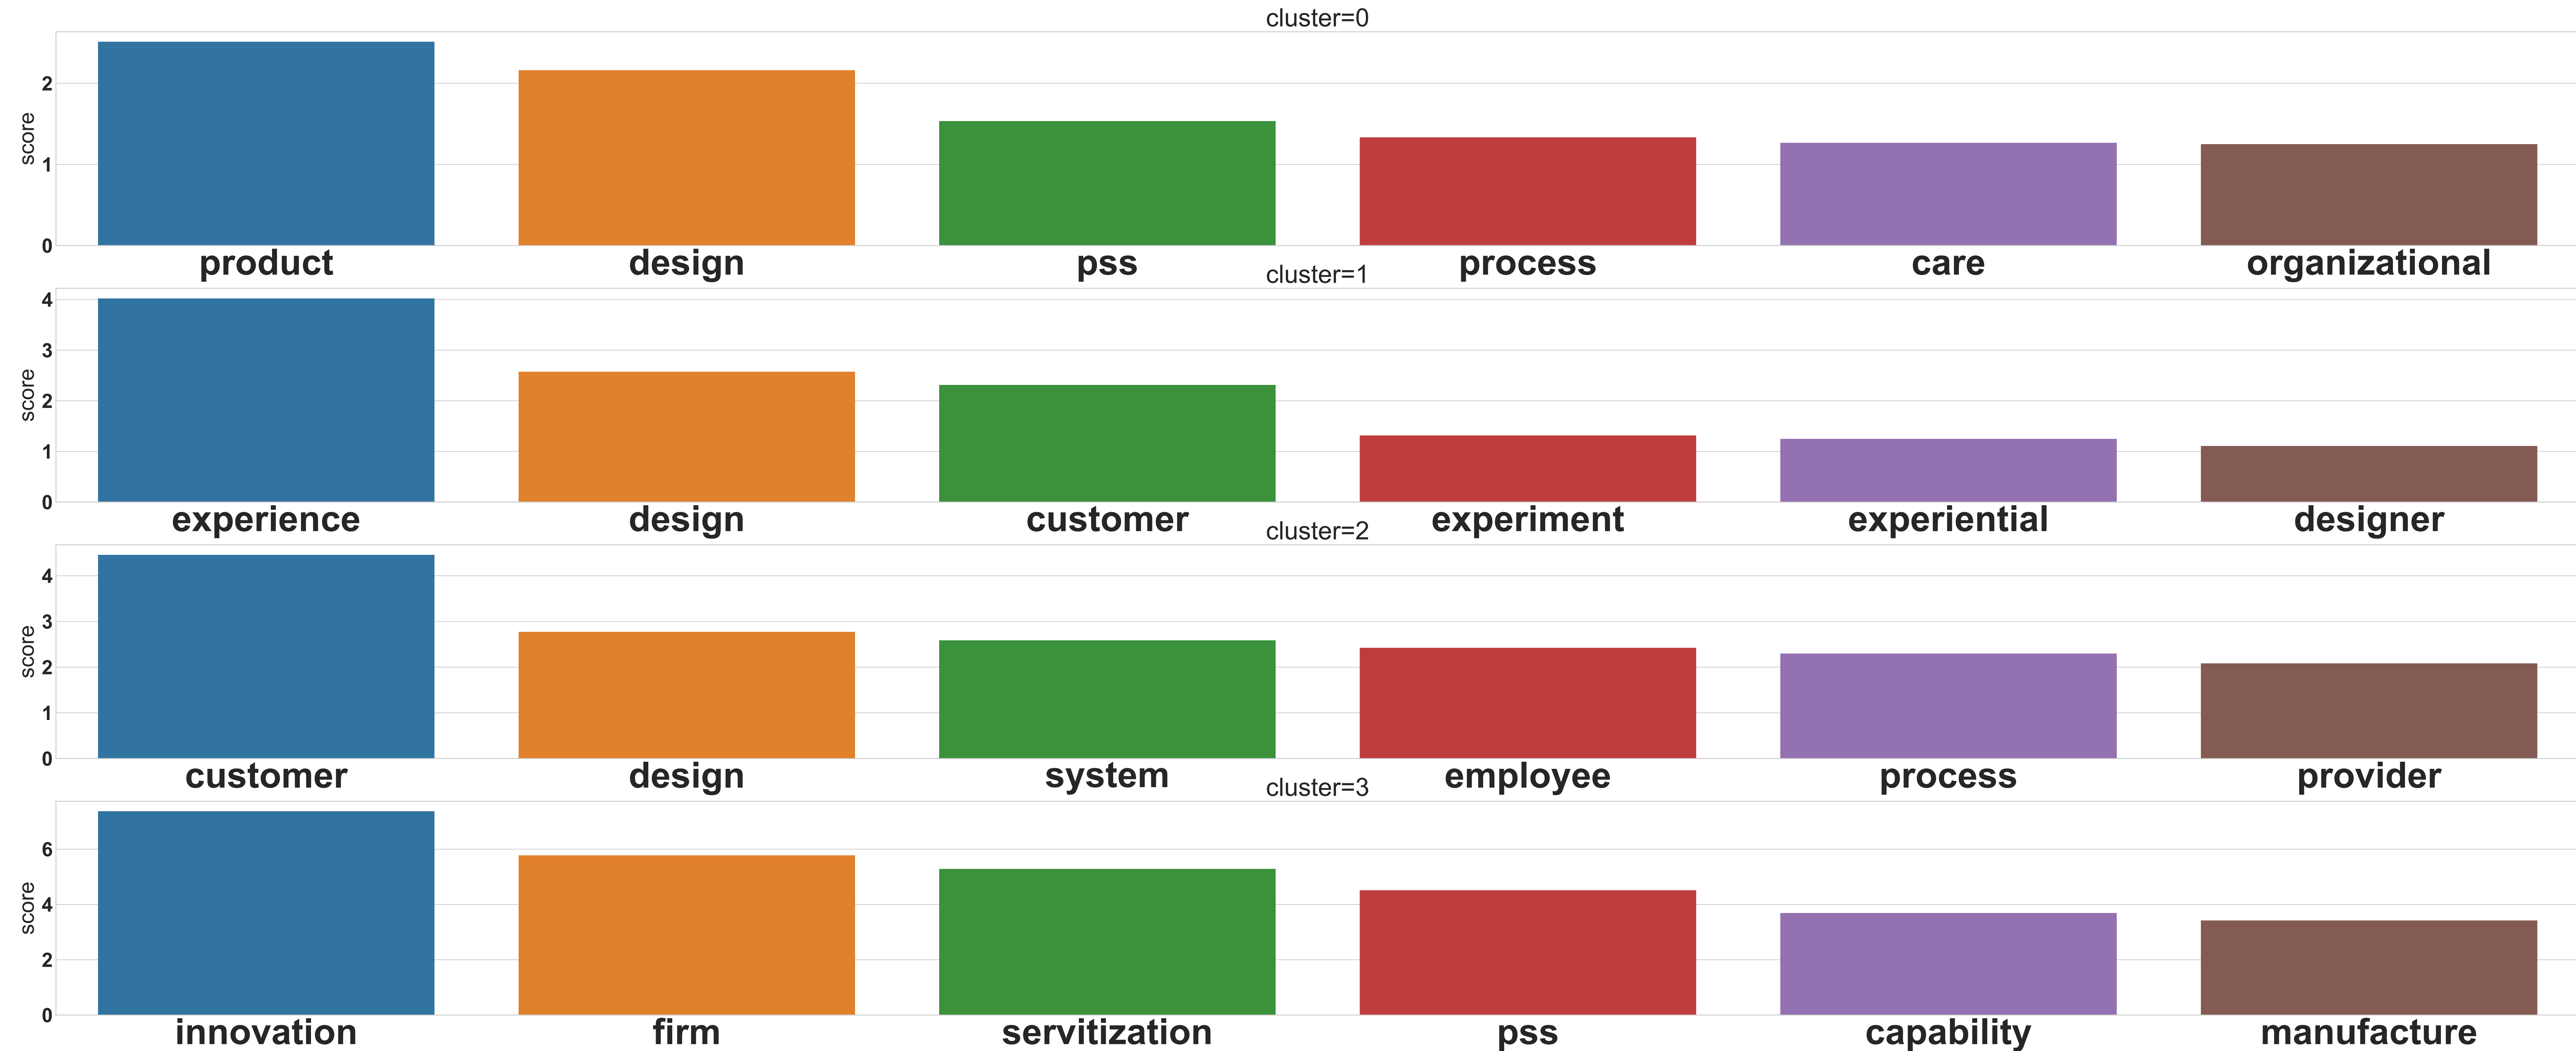 cluster=0
2
1
0
score
product design pss process care organizational
cluster=1
4
3
2
1
0
score
experience design customer experiment experiential designer
cluster=2
4
3
2
1
0
score
customer design system employee process provider
cluster=3
6
4
2
0
score
innovation firm servitization pss capability manufacture